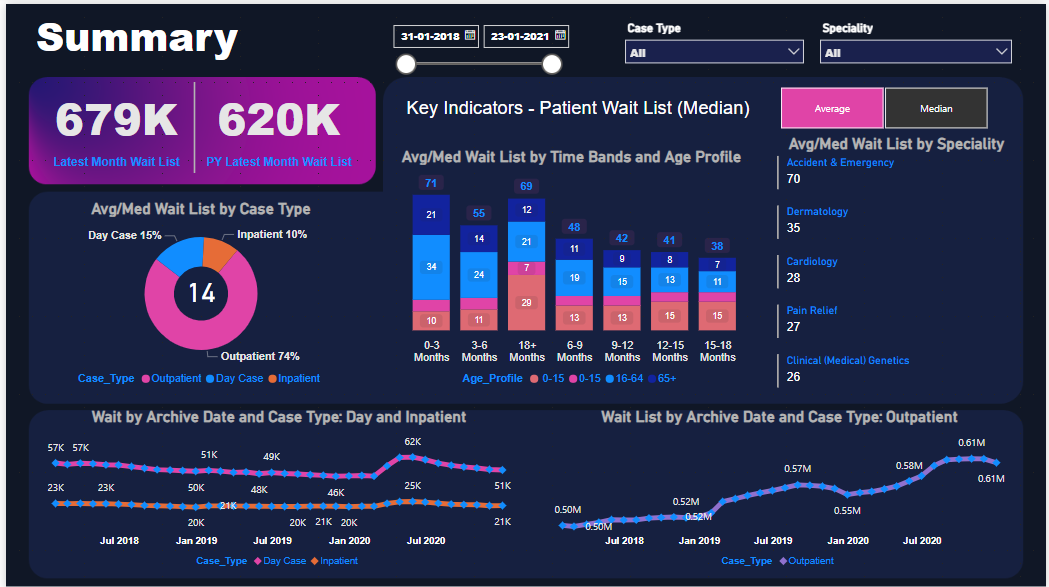 Summary
31-01-2018
23-01-2021
Case Type
All
Speciality
All
679K
Latest Month Wait List
620K
PY Latest Month Wait List
Key Indicators - Patient Wait List (Median)
Average
Median
Avg/Med Wait List by Case Type
Day Case 15%
Inpatient 10%
14
Outpatient 74%
Case_Type Outpatient Day Case Inpatient
Avg/Med Wait List by Time Bands and Age Profile
71
55
69
48
42
41
38
21
14
12
11
9
8
7
34
24
21
19
15
13
11
7
10
11
29
13
13
15
15
0-3 Months
3-6 Months
18+ Months
6-9 Months
9-12 Months
12-15 Months
15-18 Months
Age_Profile 0-15 0-15 16-64 65+
Avg/Med Wait List by Speciality
Accident & Emergency
70
Dermatology
35
Cardiology
28
Pain Relief
27
Clinical (Medical) Genetics
26
Wait by Archive Date and Case Type: Day and Inpatient
57K 57K 51K 49K 62K
23K 23K 50K 48K 46K 25K 51K
21K
20K 20K 21K 20K 21K
Jul 2018 Jan 2019 Jul 2019 Jan 2020 Jul 2020
Case_Type Day Case Inpatient
Wait List by Archive Date and Case Type: Outpatient
0.50M 0.50M 0.52M 0.52M 0.57M 0.55M 0.58M 0.61M 0.61M
Jul 2018 Jan 2019 Jul 2019 Jan 2020 Jul 2020
Case_Type Outpatient